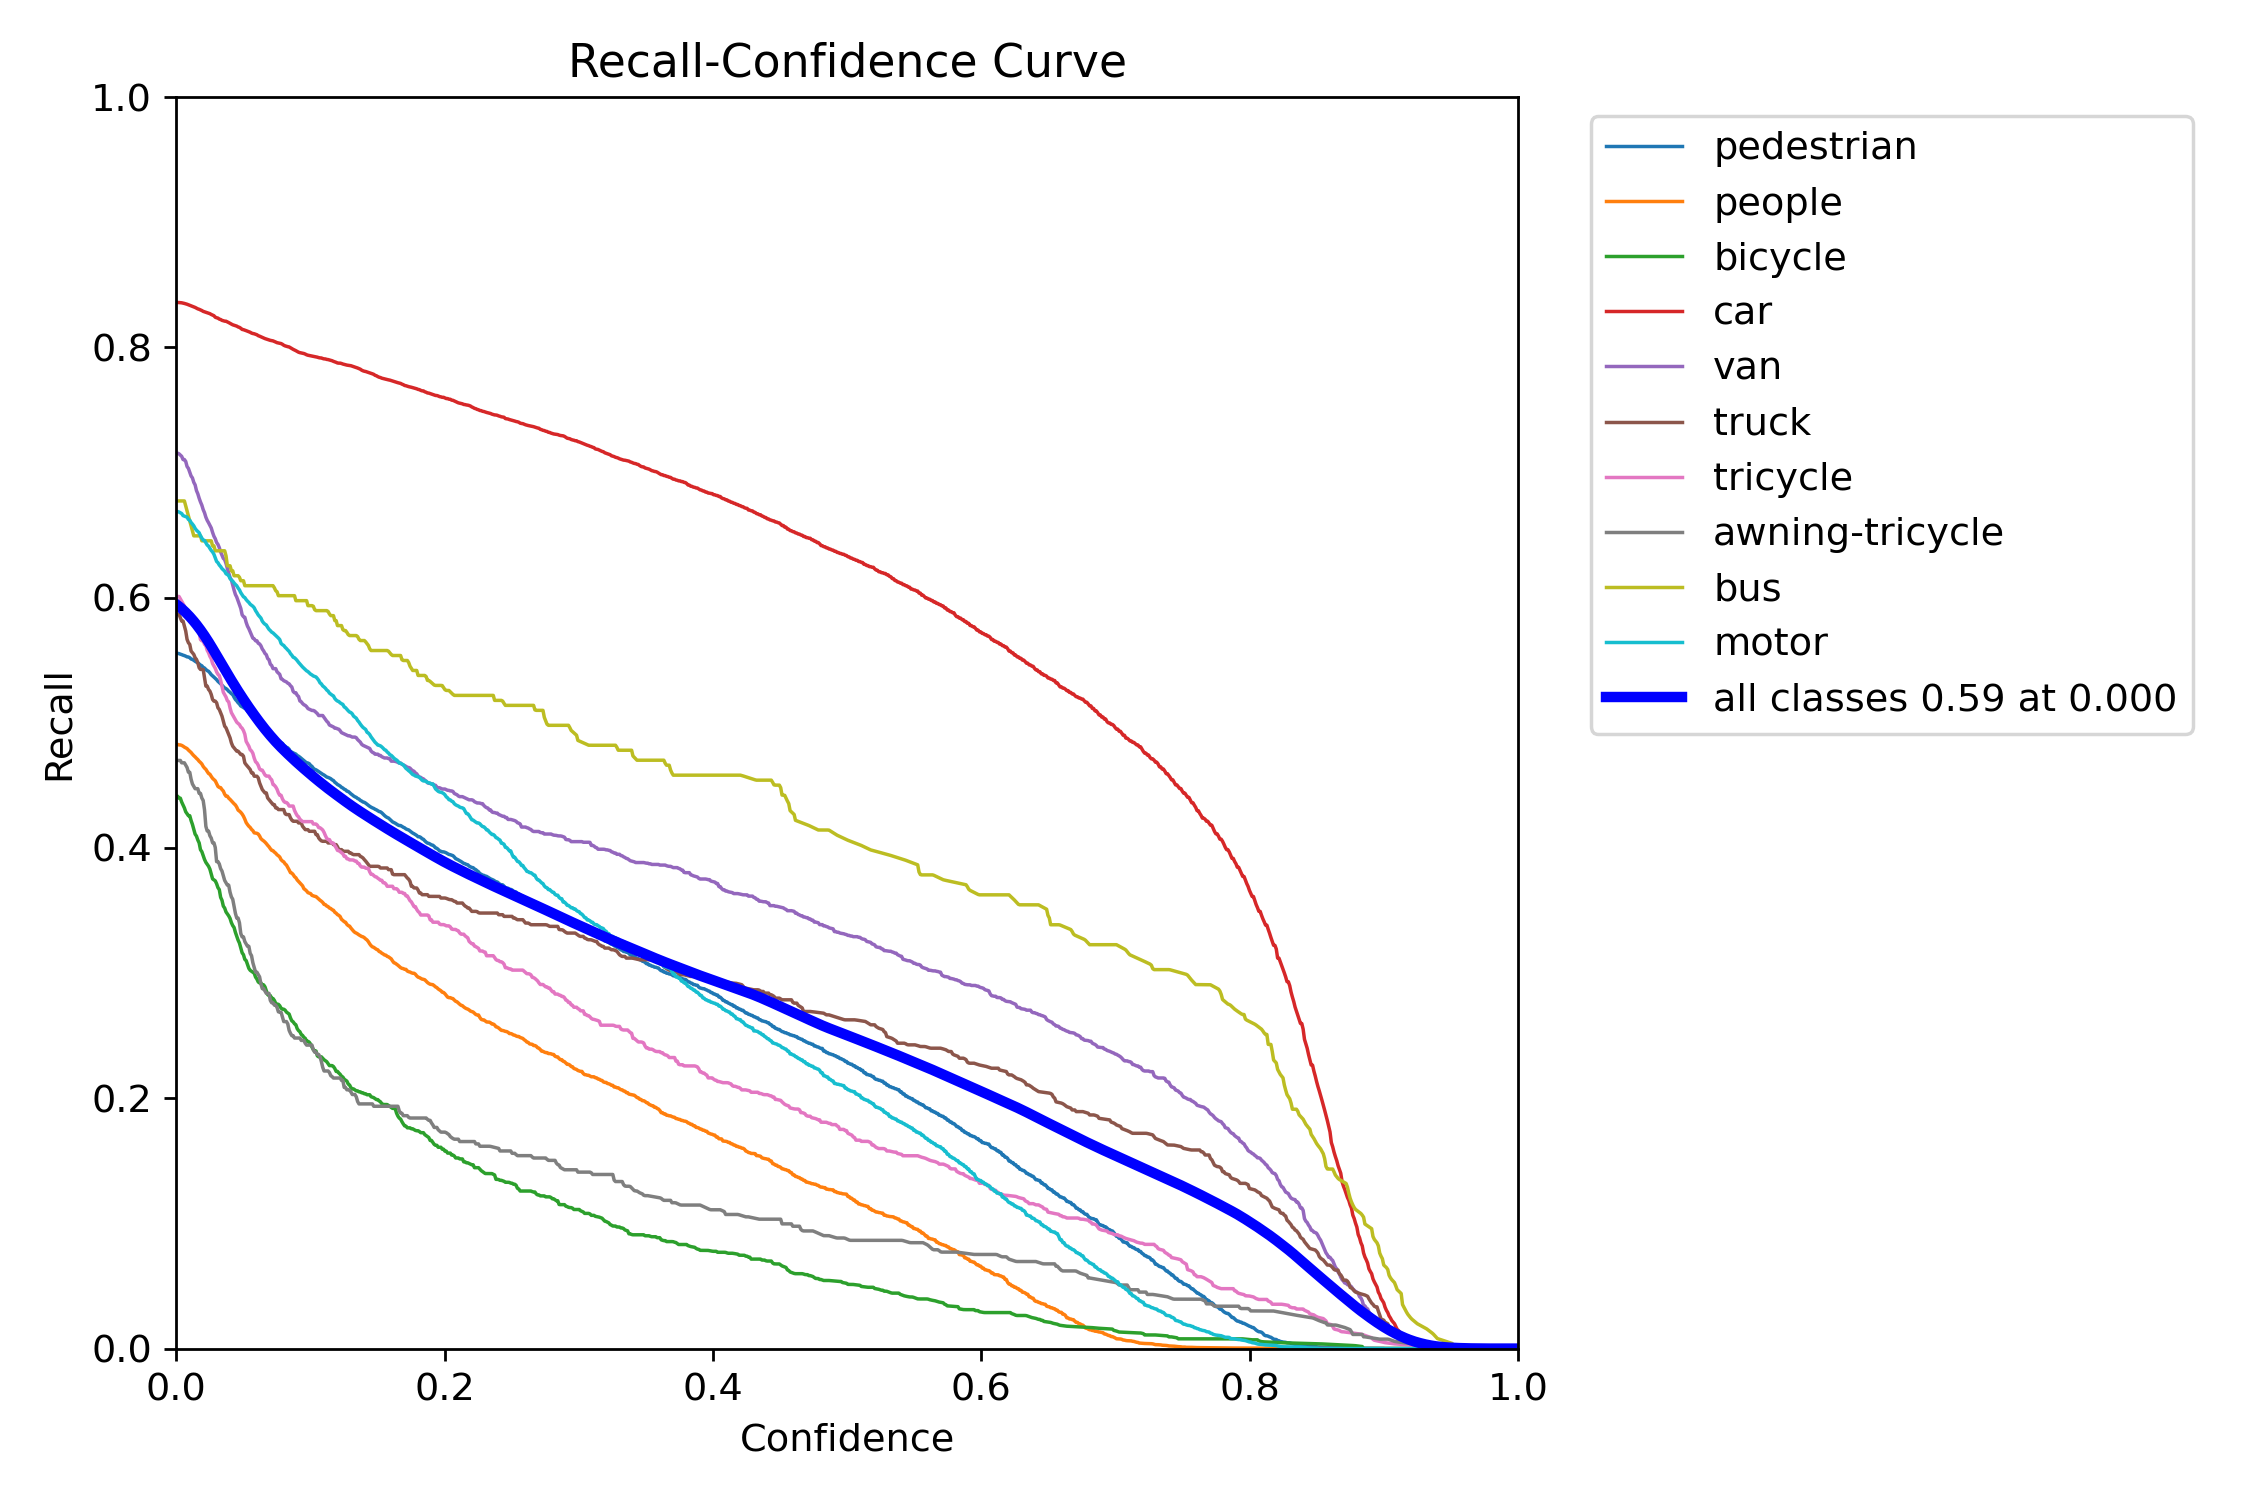 Recall-Confidence Curve
1.0
0.8
0.6
0.4
0.2
0.0
Recall
0.0 0.2 0.4 0.6 0.8 1.0
Confidence
pedestrian
people
bicycle
car
van
truck
tricycle
awning-tricycle
bus
motor
all classes 0.59 at 0.000